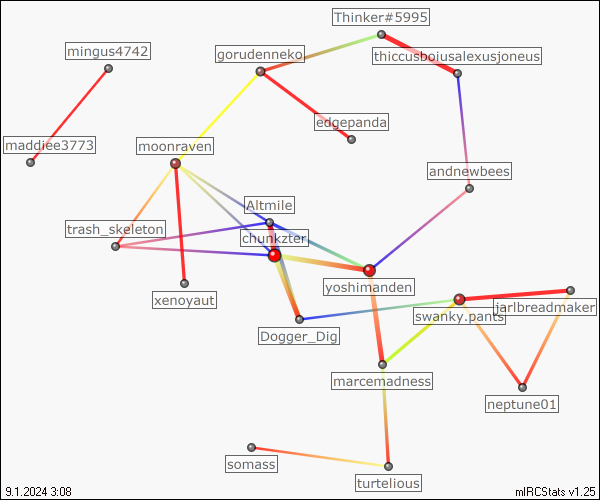 Thinker#5995
mingus4742
gorudenneko
thiccusboiusalexusjoneus
edgepanda
maddiee3773
moonraven
andnewbees
Altmile
trash_skeleton
chunkzter
yoshimanden
xenoyaut
jarlbreadmaker
swanky.pants
Dogger_Dig
marcemadness
neptune01
somass
turtelious
9.1.2024 3:08
mIRCStats v1.25